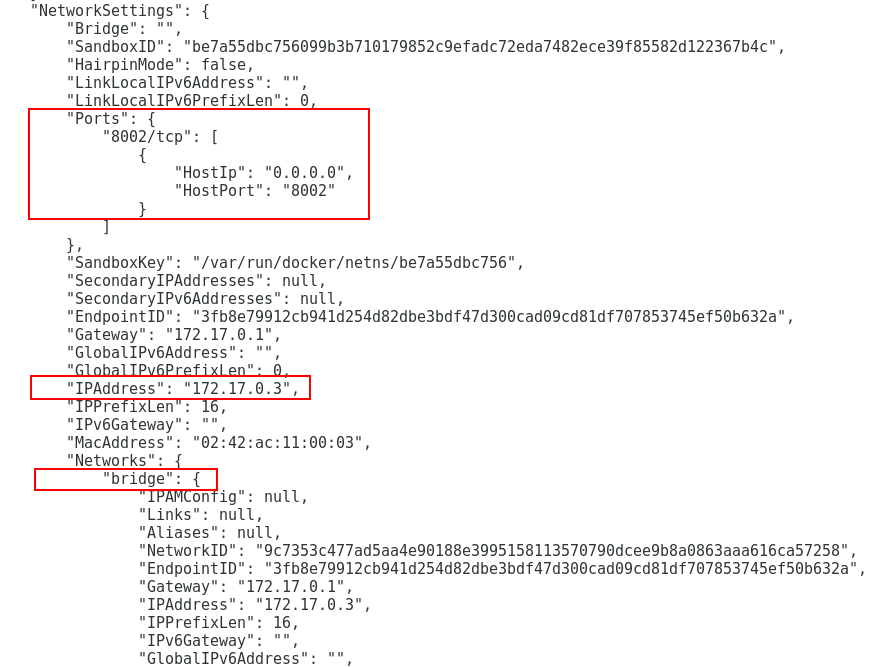 "NetworkSettings": {
"Bridge": "",
"SandboxID": "be7a55dbc756099b3b710179852c9efadc72eda7482ece39f85582d122367b4c",
"HairpinMode": false,
"LinkLocalIPv6Address": "",
"LinkLocalIPv6PrefixLen": 0,
"Ports": {
"8002/tcp": [
{
"HostIp": "0.0.0.0",
"HostPort": "8002"
}
]
},
"SandboxKey": "/var/run/docker/netns/be7a55dbc756",
"SecondaryIPAddresses": null,
"SecondaryIPv6Addresses": null,
"EndpointID": "3fb8e79912cb941d254d82dbe3bdf47d300cad09cd81df707853745ef50b632a",
"Gateway": "172.17.0.1",
"GlobalIPv6Address": "",
"GlobalIPv6PrefixLen": 0,
"IPAddress": "172.17.0.3",
"IPPrefixLen": 16,
"IPv6Gateway": "",
"MacAddress": "02:42:ac:11:00:03",
"Networks": {
"bridge": {
"IPAMConfig": null,
"Links": null,
"Aliases": null,
"NetworkID": "9c7353c477ad5aa4e90188e3995158113570790dcee9b8a0863aaa616ca57258",
"EndpointID": "3fb8e79912cb941d254d82dbe3bdf47d300cad09cd81df707853745ef50b632a",
"Gateway": "172.17.0.1",
"IPAddress": "172.17.0.3",
"IPPrefixLen": 16,
"IPv6Gateway": "",
"GlobalIPv6Address": "",